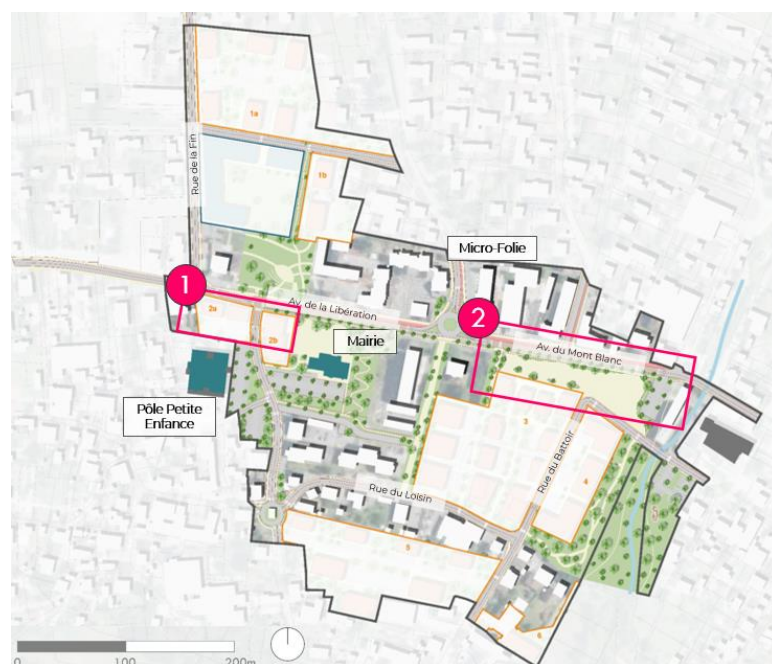 1a
Rue de la Fin
1b
Micro-Folie
1
Av. de la Libération
2
2a
2b
Mairie
Av. du Mont Blanc
Pôle Petite
Enfance
3
Rue du Battoir
4
Rue du Loisin
5
6
0
100
200m